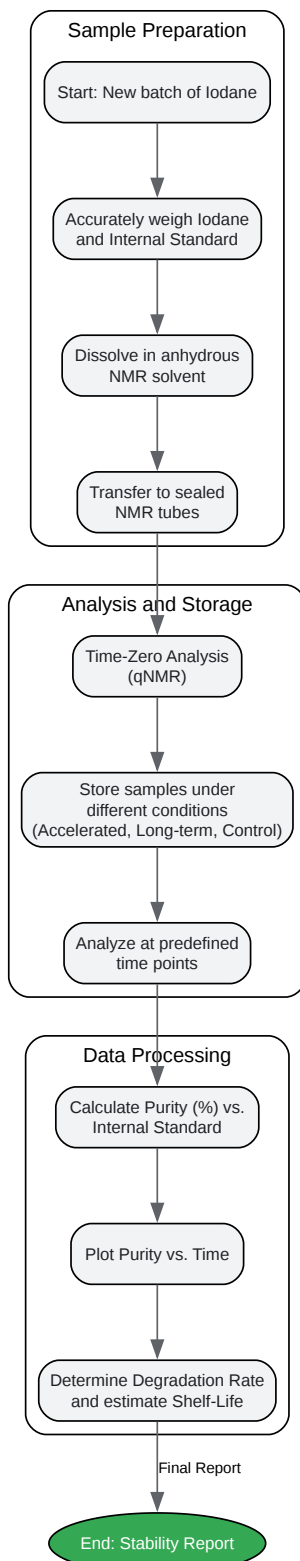 Sample Preparation
Start: New batch of Iodane
Accurately weigh Iodane
and Internal Standard
Dissolve in anhydrous
NMR solvent
Transfer to sealed
NMR tubes
Analysis and Storage
Time-Zero Analysis
(qNMR)
Store samples under
different conditions
(Accelerated, Long-term, Control)
Analyze at predefined
time points
Data Processing
Calculate Purity (%) vs.
Internal Standard
Plot Purity vs. Time
Determine Degradation Rate
and estimate Shelf-Life
Final Report
End: Stability Report